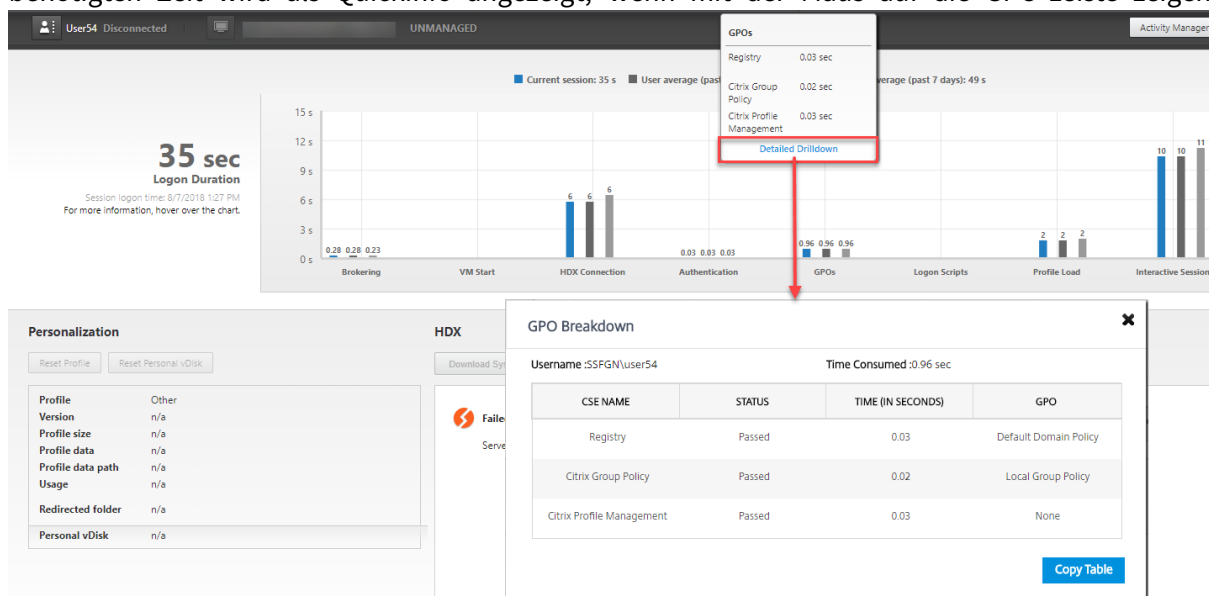 benötigten Zeit wird als QuickInfo angezeigt, wenn mit der Maus auf die GPO-Leiste zeigen
User54 Disconnected
UNMANAGED
Activity Manager
GPOs
Registry 0.03 sec
Citrix Group Policy 0.02 sec
Citrix Profile Management 0.03 sec
Detailed Drilldown
Current session: 35 s User average (past
verage (past 7 days): 49 s
35 sec
Logon Duration
Session logon time: 8/7/2018 1:27 PM
For more information, hover over the chart.
15 s
12 s
9 s
6 s
3 s
0 s
0.28 0.28 0.23
6 6 6
0.03 0.03 0.03
0.96 0.96 0.96
2 2 2
10 10 11
Brokering VM Start HDX Connection Authentication GPOs Logon Scripts Profile Load Interactive Session
Personalization
Reset Profile Reset Personal vDisk
Profile Other
Version n/a
Profile size n/a
Profile data n/a
Profile data path n/a
Usage n/a
Redirected folder n/a
Personal vDisk n/a
HDX
Download Sy
Faile
Serve
GPO Breakdown
Username :SSFGN\user54 Time Consumed :0.96 sec
CSE NAME STATUS TIME (IN SECONDS) GPO
Registry Passed 0.03 Default Domain Policy
Citrix Group Policy Passed 0.02 Local Group Policy
Citrix Profile Management Passed 0.03 None
Copy Table